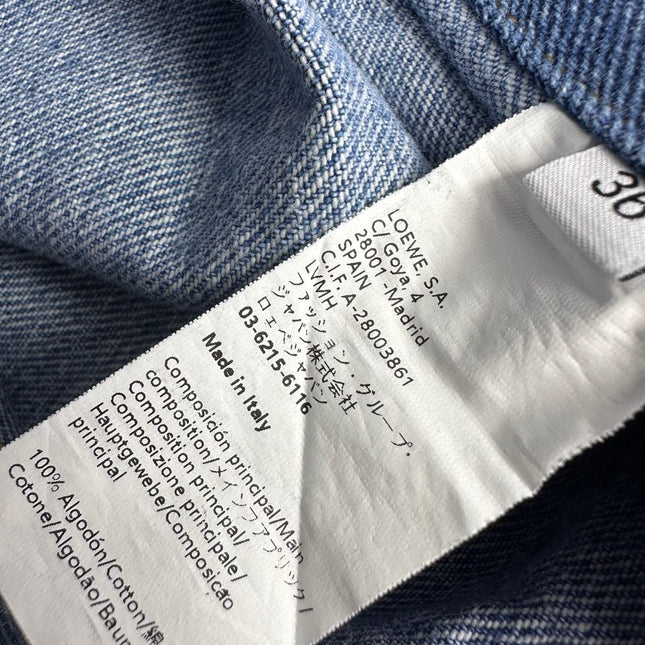 36
LOEWE, S.A.
C/ Goya, 4
28001 -Madrid
SPAIN
C.I.F. A-28003861
LVMH
ファッション・グループ・
ジャパン株式会社
ロエベジャパン
03-6215-6116
Made in Italy
Composición principal/Main
composition/メインファブリック/
Composition principal/
Composizione principale/
Hauptgewebe/Composição
principal
100% Algodón/Cotton/綿
Cotone/Algodão/Baum